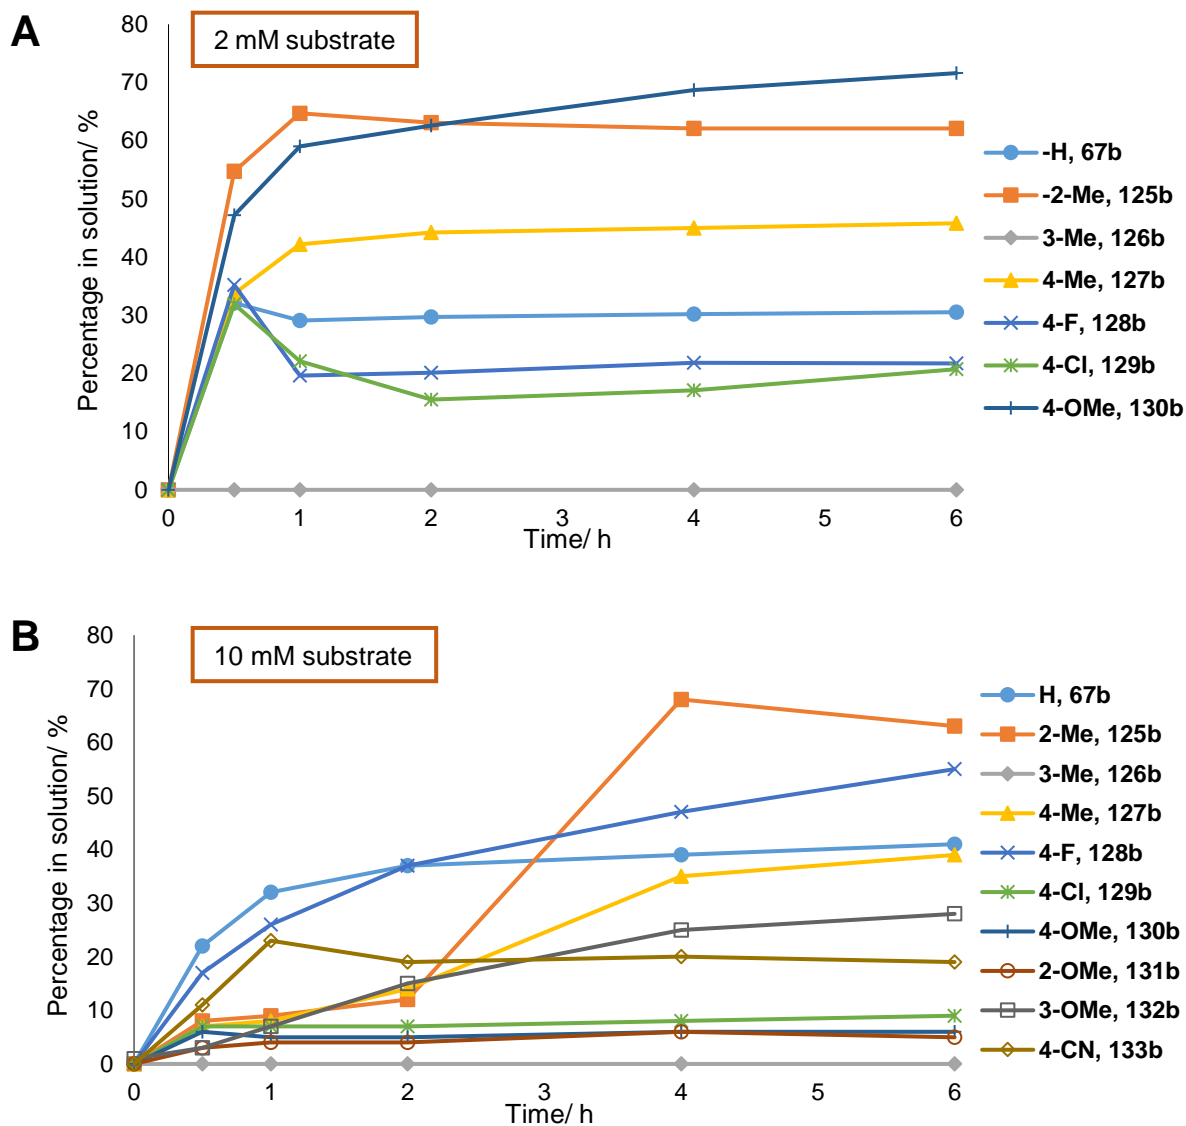 A
2 mM substrate
Percentage in solution/ %
80
70
60
50
40
30
20
10
0
0 1 2 3 4 5 6
Time/ h
-H, 67b
-2-Me, 125b
3-Me, 126b
4-Me, 127b
4-F, 128b
4-Cl, 129b
4-OMe, 130b
B
10 mM substrate
Percentage in solution/ %
80
70
60
50
40
30
20
10
0
0 1 2 3 4 5 6
Time/ h
H, 67b
2-Me, 125b
3-Me, 126b
4-Me, 127b
4-F, 128b
4-Cl, 129b
4-OMe, 130b
2-OMe, 131b
3-OMe, 132b
4-CN, 133b